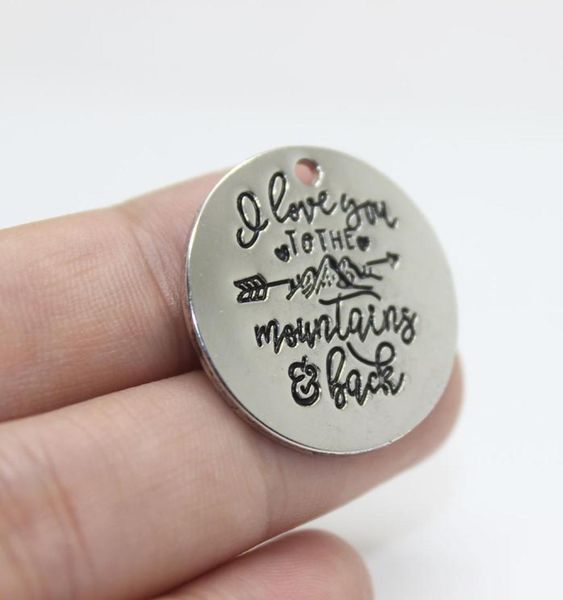 I love you
TO THE
mountains
& back